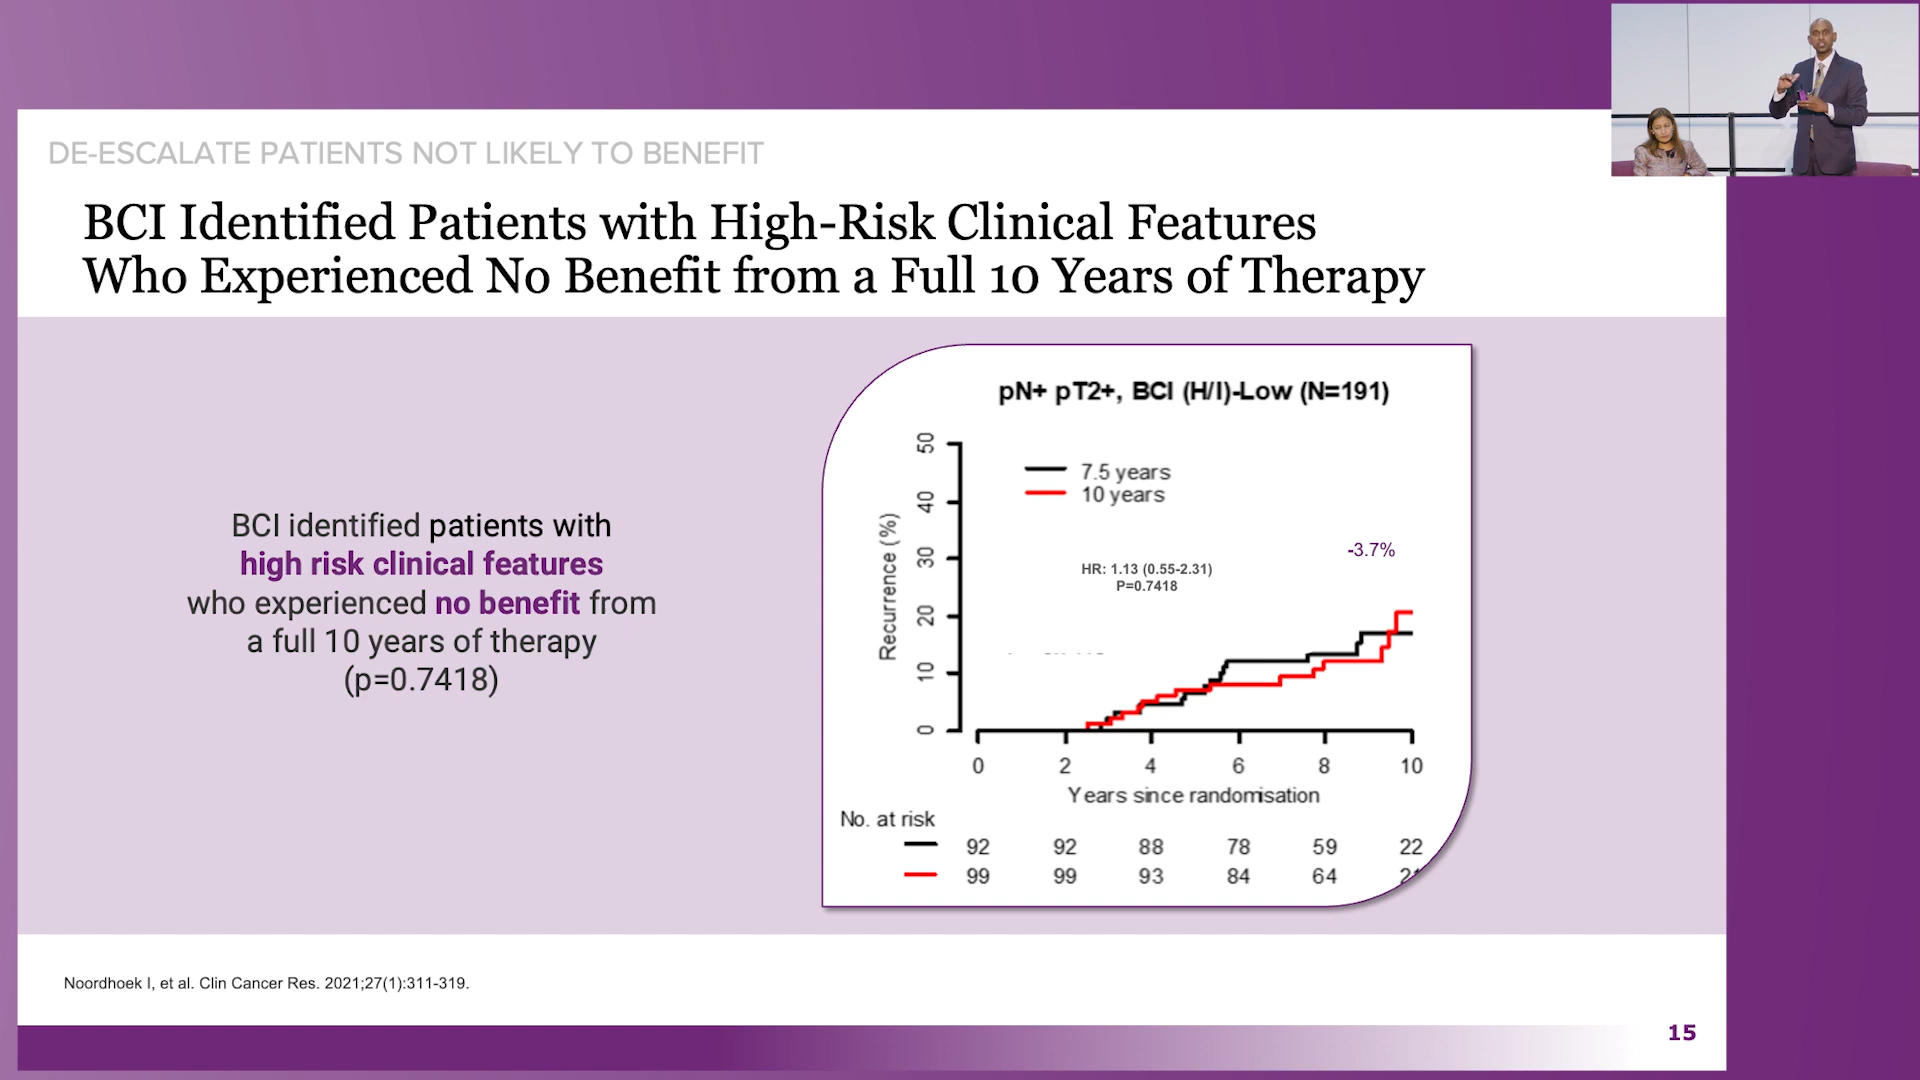 DE-ESCALATE PATIENTS NOT LIKELY TO BENEFIT
BCI Identified Patients with High-Risk Clinical Features
Who Experienced No Benefit from a Full 10 Years of Therapy
BCI identified patients with
high risk clinical features
who experienced no benefit from
a full 10 years of therapy
(p=0.7418)
pN+ pT2+, BCI (H/I)-Low (N=191)
7.5 years
10 years
-3.7%
HR: 1.13 (0.55-2.31)
P=0.7418
Recurrence (%)
50
40
30
20
10
0
0 2 4 6 8 10
Years since randomisation
No. at risk
92 92 88 78 59 22
99 99 93 84 64
Noordhoek I, et al. Clin Cancer Res. 2021;27(1):311-319.
15